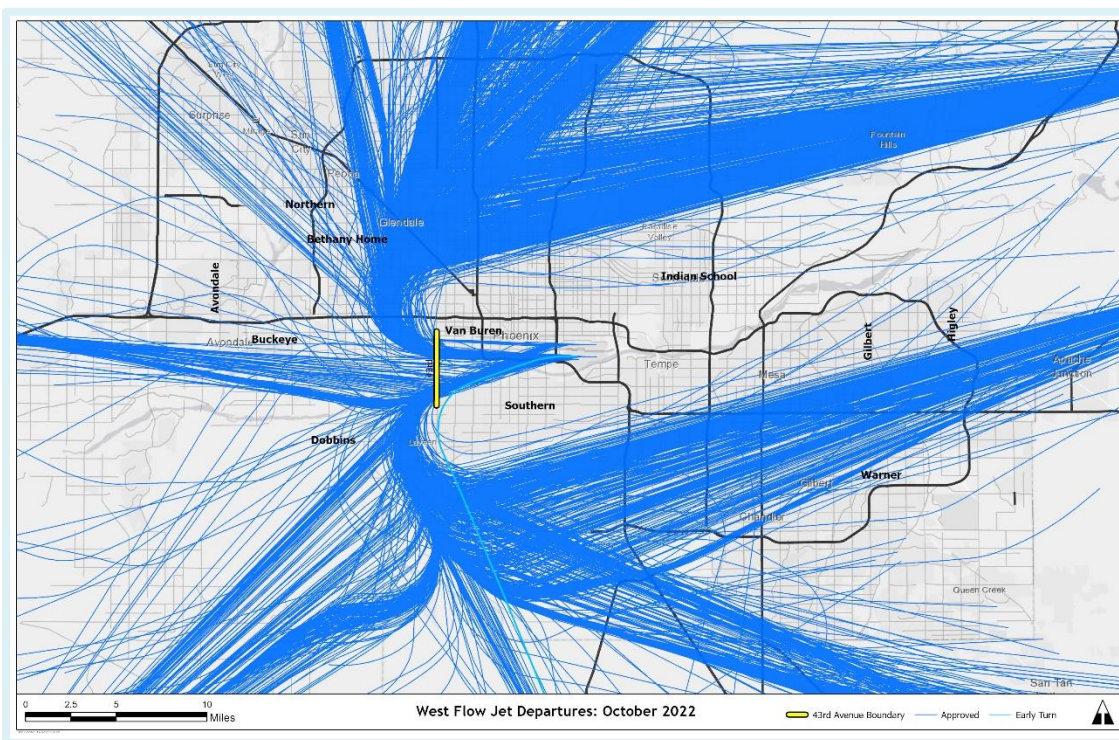 Surprise
Sun
City
Peoria
Northern
Glendale
Bethany Home
Fountain
Hills
Paradise
Valley
Indian School
Avondale
Van Buren
Phoenix
Buckeye
Avondale
Gilbert
Higley
Tempe
Mesa
Apache
Junction
Southern
Dobbins
Laveen
Warner
Gilbert
Chandler
Queen Creek
San Tan
0 2.5 5 10
Miles
West Flow Jet Departures: October 2022
43rd Avenue Boundary
Approved
Early Turn